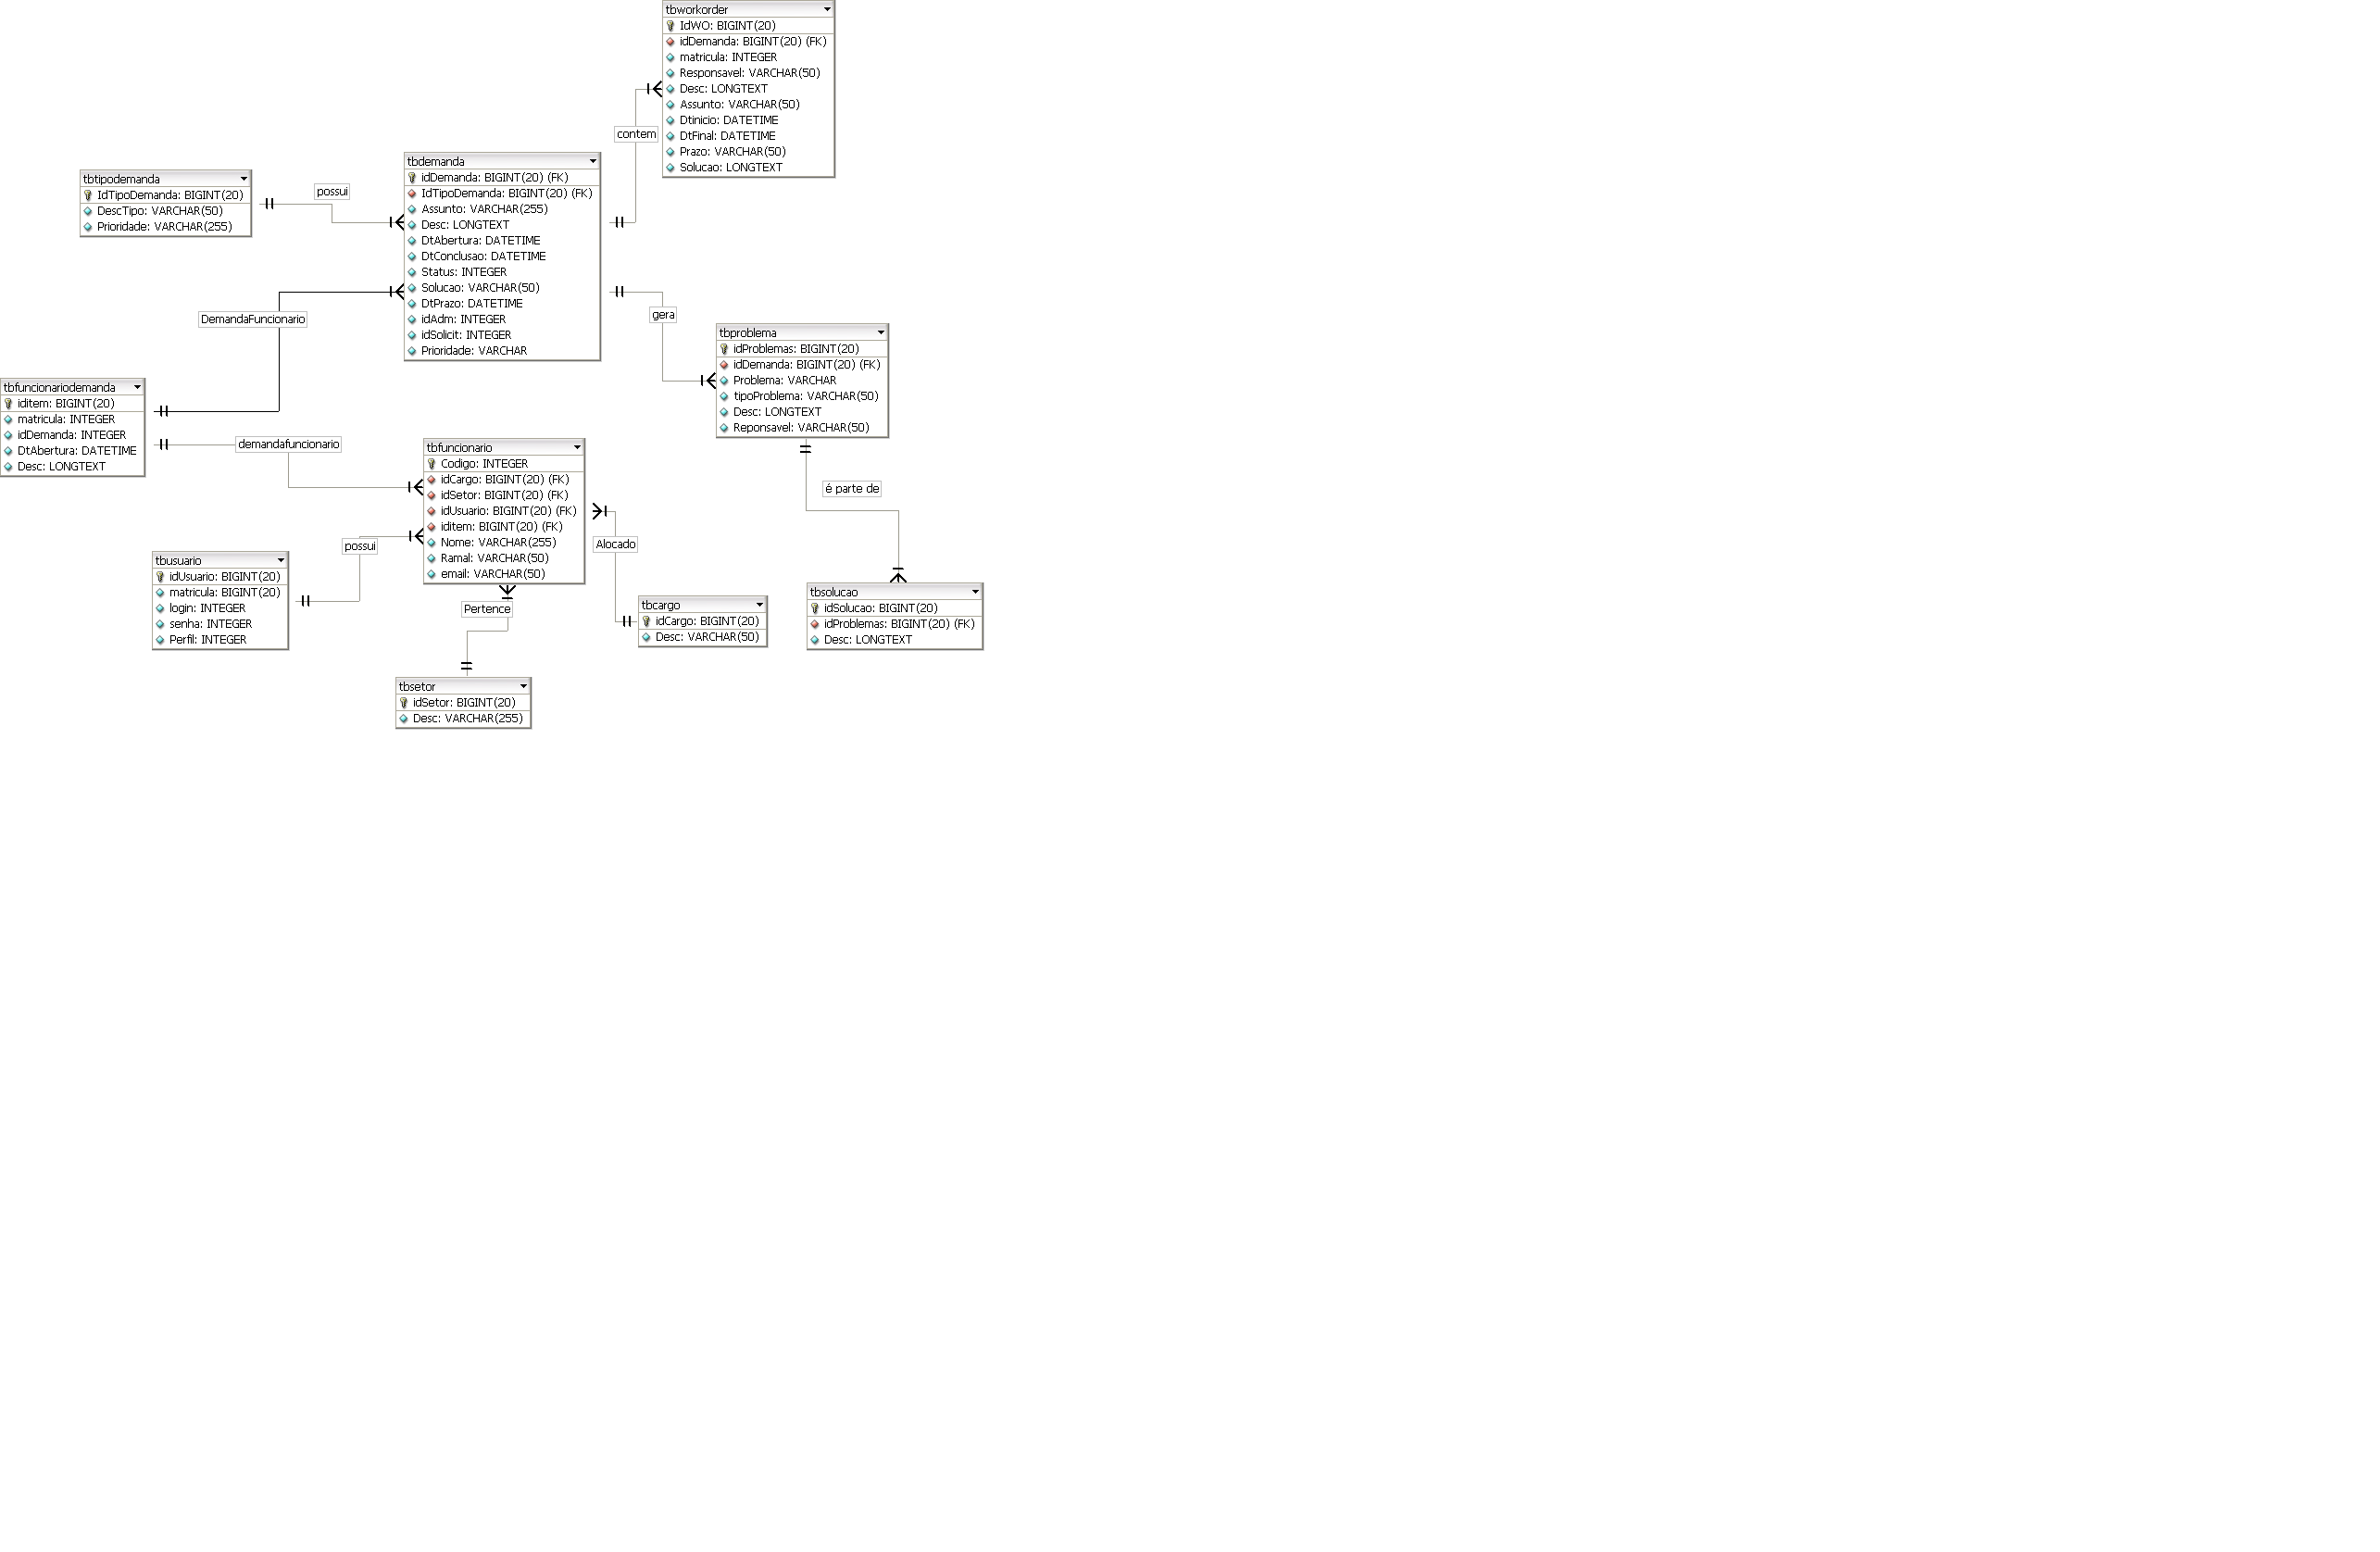 tbworkorder
IdWO: BIGINT(20)
idDemanda: BIGINT(20) (FK)
matricula: INTEGER
Responsavel: VARCHAR(50)
Desc: LONGTEXT
Assunto: VARCHAR(50)
Dtinicio: DATETIME
DtFinal: DATETIME
Prazo: VARCHAR(50)
Solucao: LONGTEXT
contem
tbdemanda
idDemanda: BIGINT(20) (FK)
IdTipoDemanda: BIGINT(20) (FK)
Assunto: VARCHAR(255)
Desc: LONGTEXT
DtAbertura: DATETIME
DtConclusao: DATETIME
Status: INTEGER
Solucao: VARCHAR(50)
DtPrazo: DATETIME
idAdm: INTEGER
idSolicit: INTEGER
Prioridade: VARCHAR
tbtipodemanda
IdTipoDemanda: BIGINT(20)
DescTipo: VARCHAR(50)
Prioridade: VARCHAR(255)
possui
DemandaFuncionario
gera
tbproblema
idProblemas: BIGINT(20)
idDemanda: BIGINT(20) (FK)
Problema: VARCHAR
tipoProblema: VARCHAR(50)
Desc: LONGTEXT
Reponsavel: VARCHAR(50)
tbfuncionariodemanda
iditem: BIGINT(20)
matricula: INTEGER
idDemanda: INTEGER
DtAbertura: DATETIME
Desc: LONGTEXT
demandafuncionario
tbfuncionario
Codigo: INTEGER
idCargo: BIGINT(20) (FK)
idSetor: BIGINT(20) (FK)
idUsuario: BIGINT(20) (FK)
iditem: BIGINT(20) (FK)
Nome: VARCHAR(255)
Ramal: VARCHAR(50)
email: VARCHAR(50)
é parte de
possui
Alocado
tbusuario
idUsuario: BIGINT(20)
matricula: BIGINT(20)
login: INTEGER
senha: INTEGER
Perfil: INTEGER
Pertence
tbcargo
idCargo: BIGINT(20)
Desc: VARCHAR(50)
tbsolucao
idSolucao: BIGINT(20)
idProblemas: BIGINT(20) (FK)
Desc: LONGTEXT
tbsetor
idSetor: BIGINT(20)
Desc: VARCHAR(255)